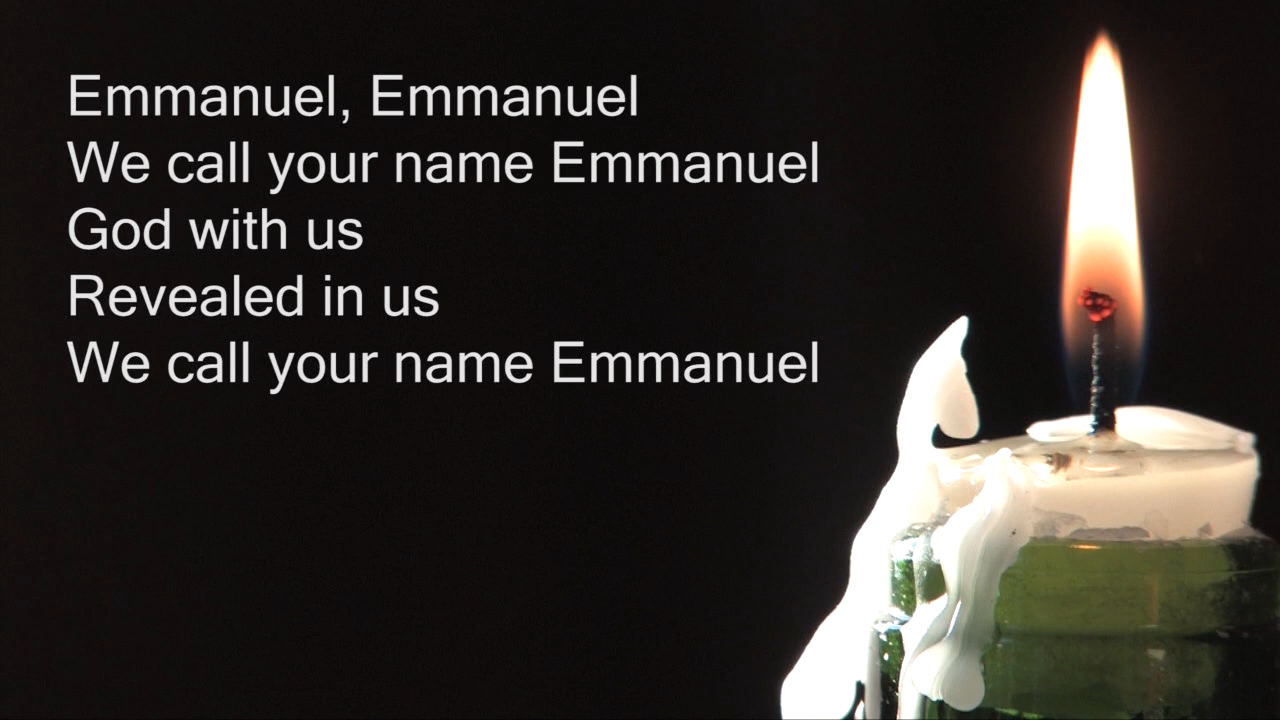 Emmanuel, Emmanuel
We call your name Emmanuel
God with us
Revealed in us
We call your name Emmanuel